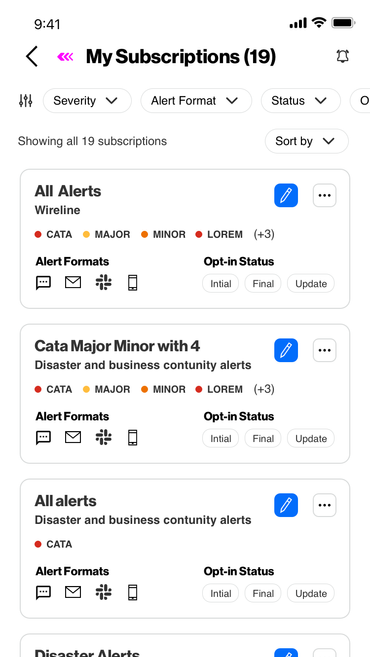 9:41
My Subscriptions (19)
Severity Alert Format Status O
Showing all 19 subscriptions Sort by
All Alerts
Wireline
CATA MAJOR MINOR LOREM (+3)
Alert Formats Opt-in Status
Intial Final Update
Cata Major Minor with 4
Disaster and business contunity alerts
CATA MAJOR MINOR LOREM (+3)
Alert Formats Opt-in Status
Intial Final Update
All alerts
Disaster and business contunity alerts
CATA
Alert Formats Opt-in Status
Intial Final Update
Disaster Alerts